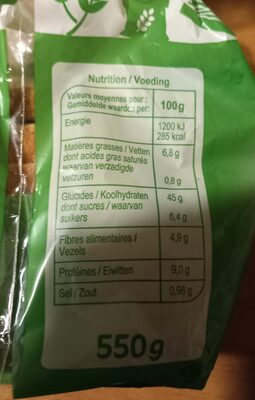 Nutrition / Voeding
Valeurs moyennes pour :
Gemiddelde waarden per:
100g
Energie
1200 kJ
285 kcal
Matières grasses / Vetten
6,8 g
dont acides gras saturés
waarvan verzadigde
vetzuren
0,8 g
Glucides / Koolhydraten
45 g
dont sucres / waarvan
suikers
6,4 g
Fibres alimentaires /
4,9 g
Vezels
Protéines / Eiwitten
9,0 g
Sel / Zout
0,98 g
550g